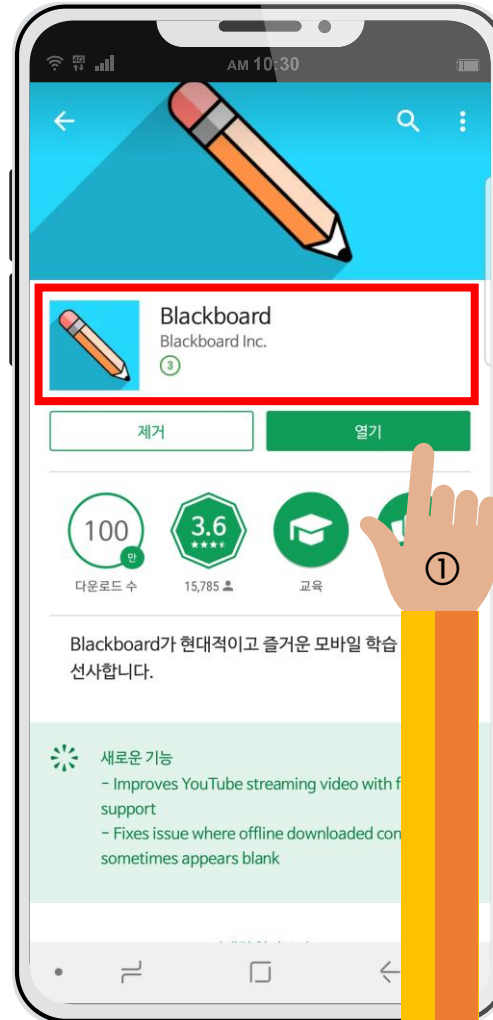 4G
AM 10:30
Blackboard
Blackboard Inc.
3
제거
열기
100
만
3.6
다운로드 수
15,785
교육
①
Blackboard가 현대적이고 즐거운 모바일 학습
선사합니다.
새로운 기능
- Improves YouTube streaming video with f
support
- Fixes issue where offline downloaded con
sometimes appears blank